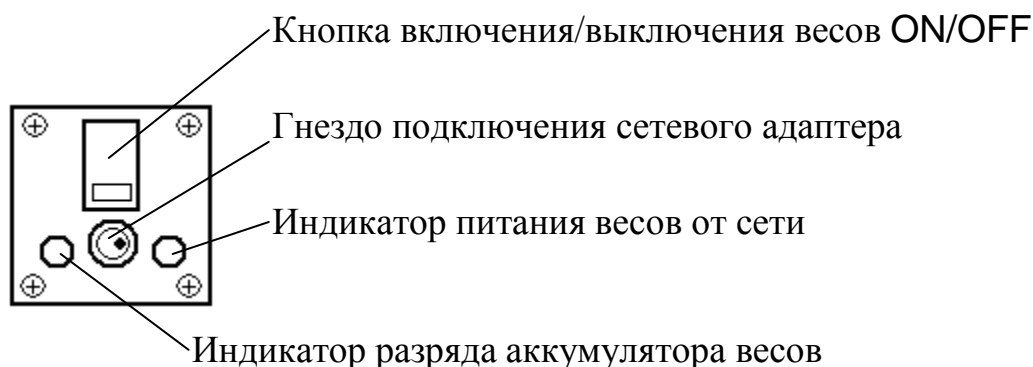 Кнопка включения/выключения весов ON/OFF
Гнездо подключения сетевого адаптера
Индикатор питания весов от сети
Индикатор разряда аккумулятора весов